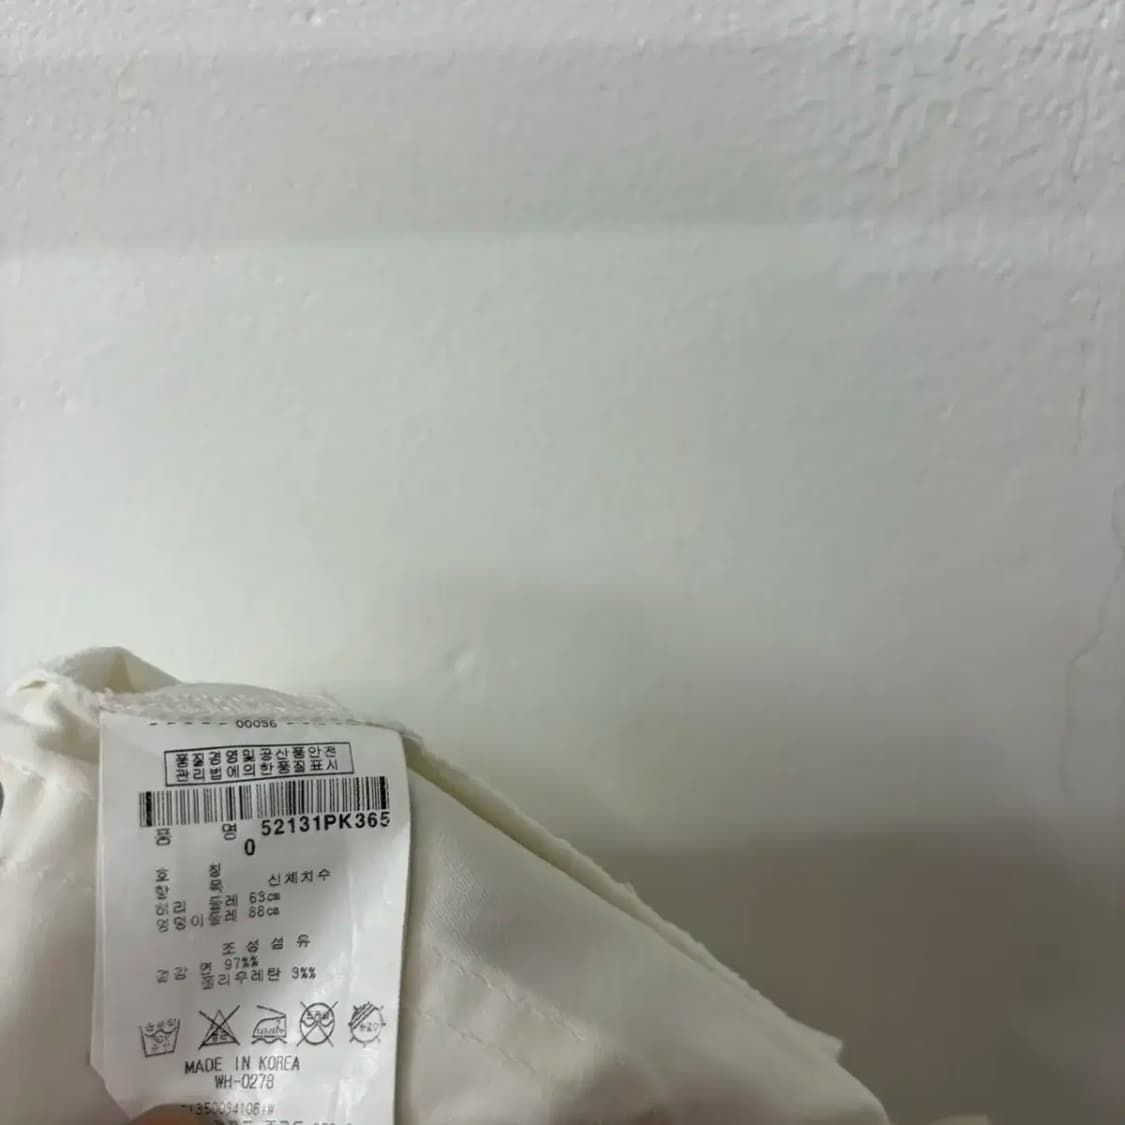 00036
품질경영및공산품안전
관리법에의한품질표시
품 명 52131PK365
0
호 칭
항 목 신체치수
허리 둘레 63cm
엉덩이둘레 88cm
조 성 섬 유
겉감 면 97%%
폴리우레탄 3%%
MADE IN KOREA
WH-0278